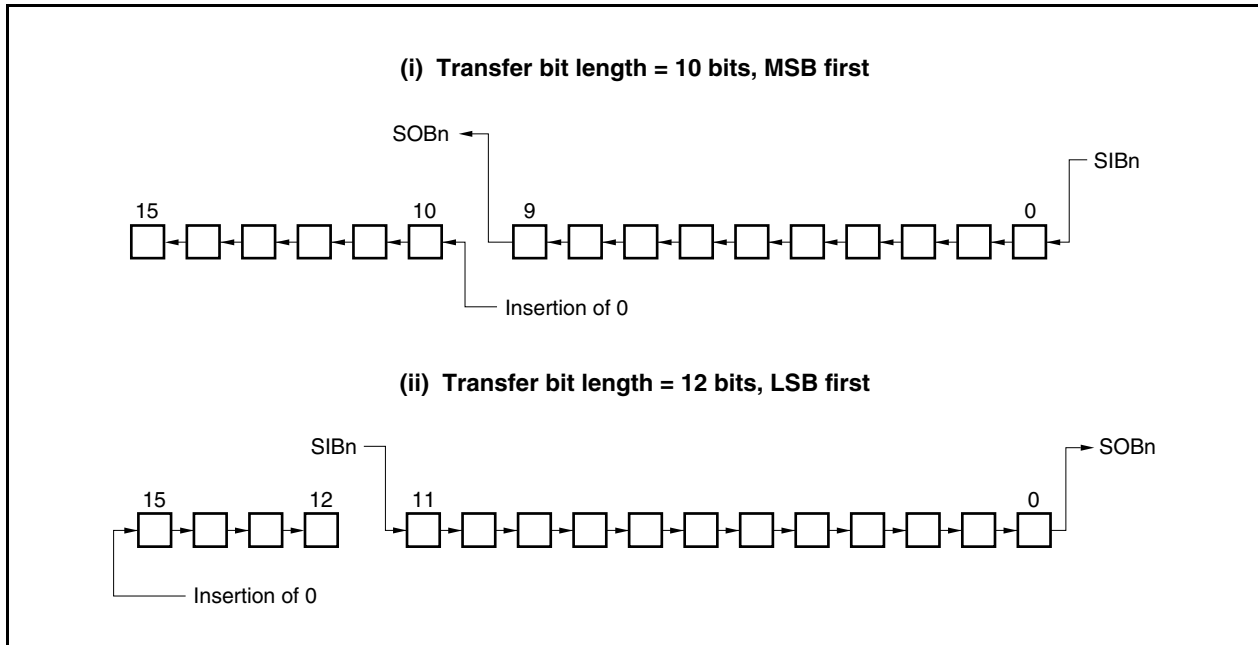 (i) Transfer bit length = 10 bits, MSB first
SOBn
SIBn
15
10
9
0
Insertion of 0
(ii) Transfer bit length = 12 bits, LSB first
SIBn
SOBn
15
12
11
0
Insertion of 0